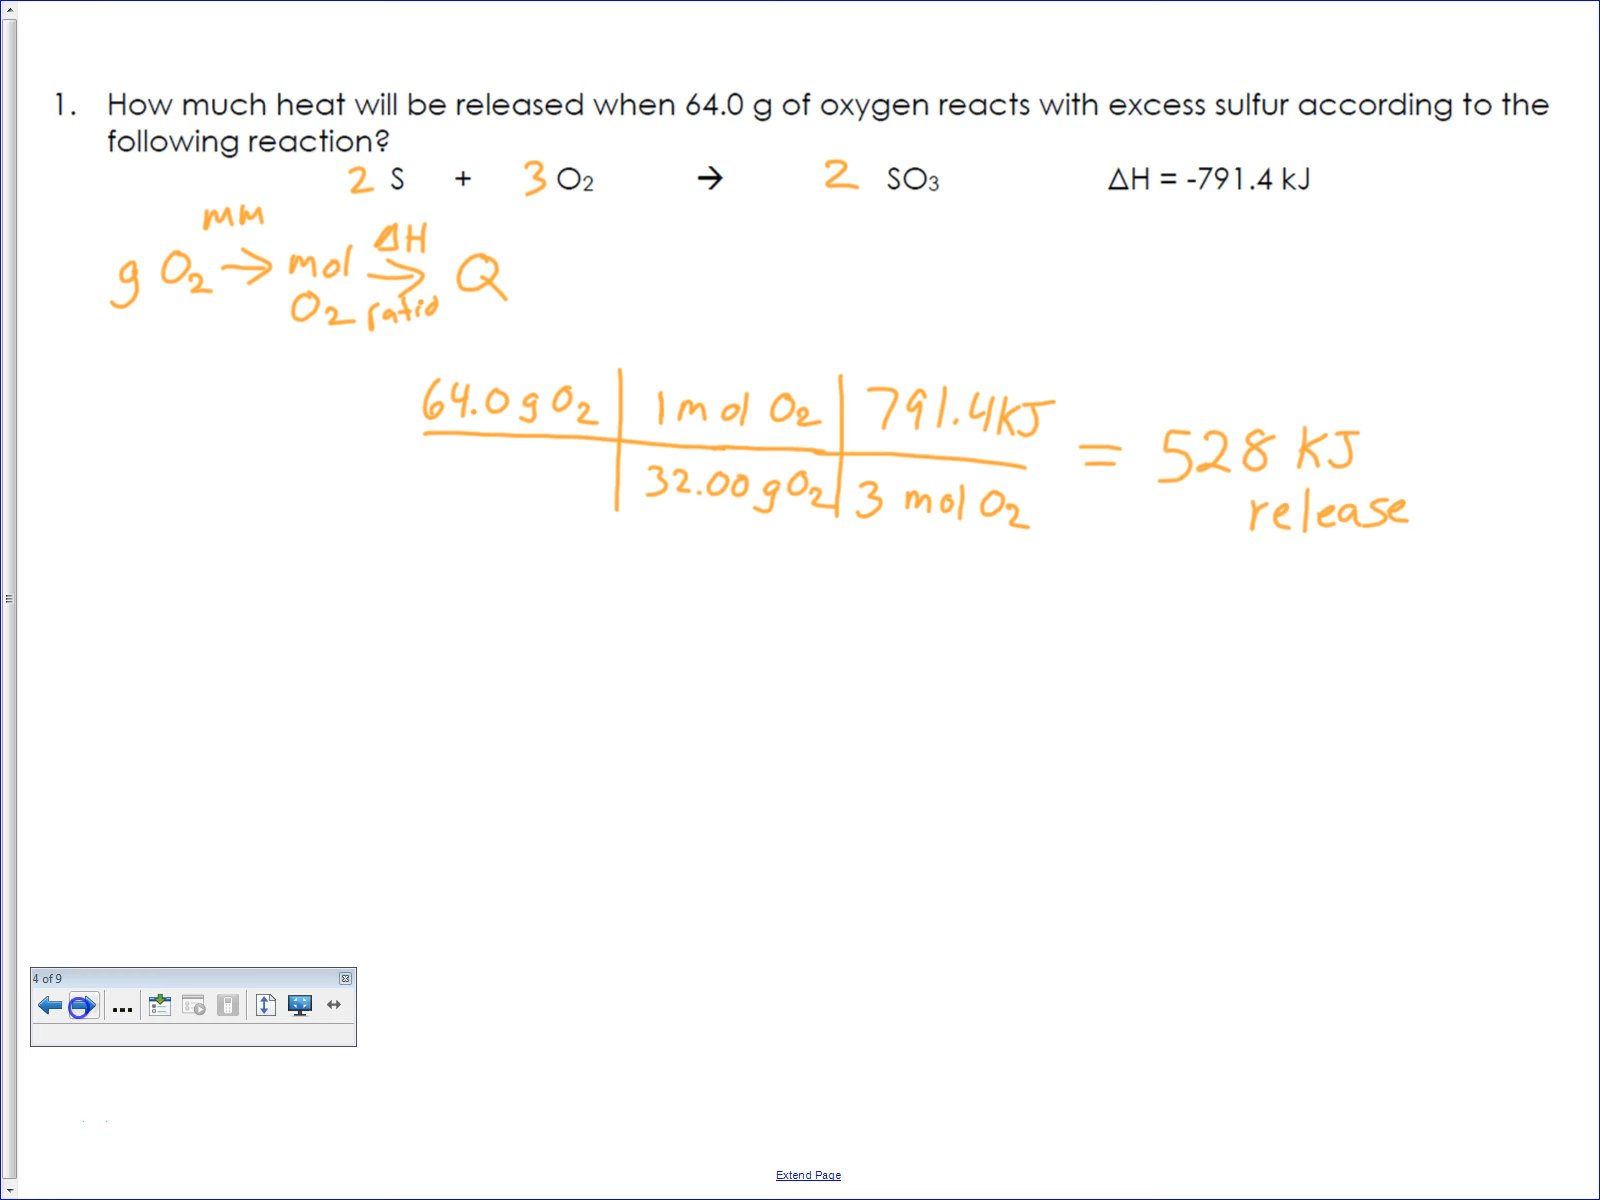 1. How much heat will be released when 64.0 g of oxygen reacts with excess sulfur according to the
following reaction?
2 S + 3 O2 → 2 SO3 ΔH = -791.4 kJ
MM
g O2 → mol O2 ΔH ratio → Q
64.0 g O2 | 1 mol O2 | 791.4 kJ
32.00 g O2 | 3 mol O2
= 528 kJ
release
4 of 9
...
Extend Page